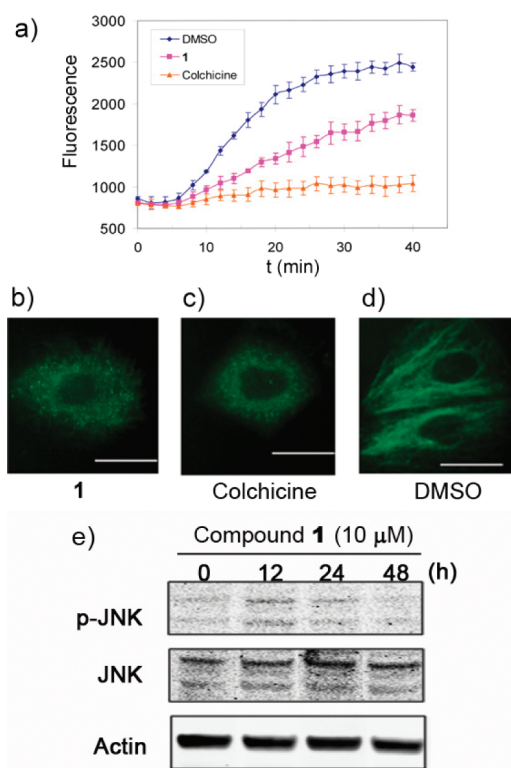 a)
3000
2500
2000
1500
1000
500
Fluorescence
DMSO
1
Colchicine
0 10 20 30 40 50
t (min)
b) c) d)
1 Colchicine DMSO
e) Compound 1 (10 μM)
0 12 24 48 (h)
p-JNK
JNK
Actin